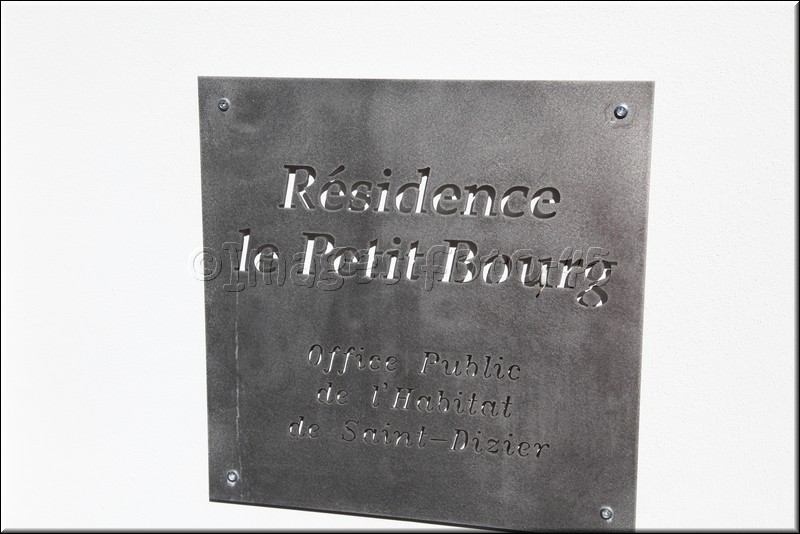 Résidence
le Petit Bourg
Office Public
de l'Habitat
de Saint-Dizier